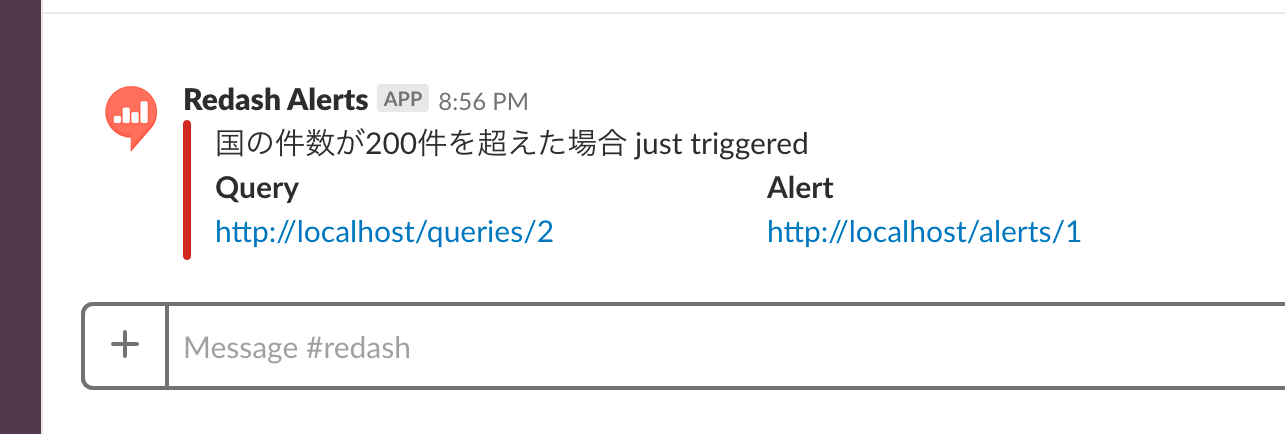 Redash Alerts APP 8:56 PM
国の件数が200件を超えた場合 just triggered
Query Alert
http://localhost/queries/2 http://localhost/alerts/1
Message #redash